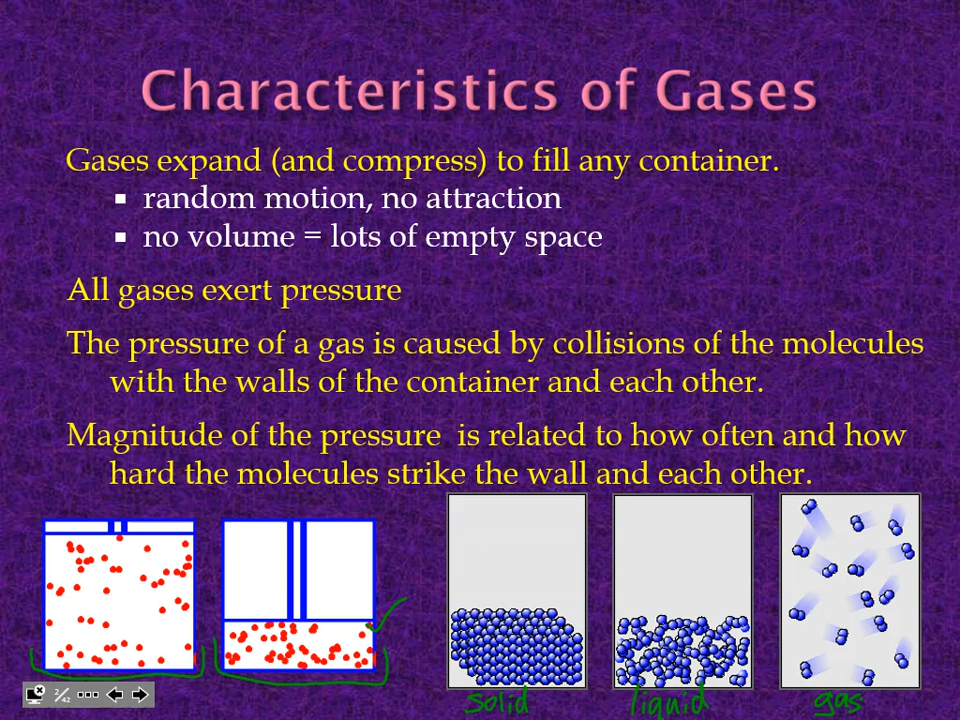 Characteristics of Gases
Gases expand (and compress) to fill any container.
▪ random motion, no attraction
▪ no volume = lots of empty space
All gases exert pressure
The pressure of a gas is caused by collisions of the molecules
with the walls of the container and each other.
Magnitude of the pressure is related to how often and how
hard the molecules strike the wall and each other.
solid liquid gas
2/42